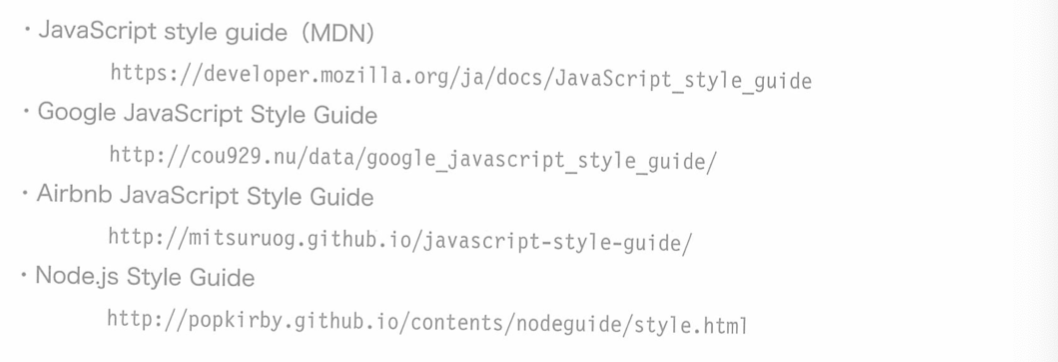 ・JavaScript style guide（MDN）
https://developer.mozilla.org/ja/docs/JavaScript_style_guide
・Google JavaScript Style Guide
http://cou929.nu/data/google_javascript_style_guide/
・Airbnb JavaScript Style Guide
http://mitsuruog.github.io/javascript-style-guide/
・Node.js Style Guide
http://popkirby.github.io/contents/nodeguide/style.html